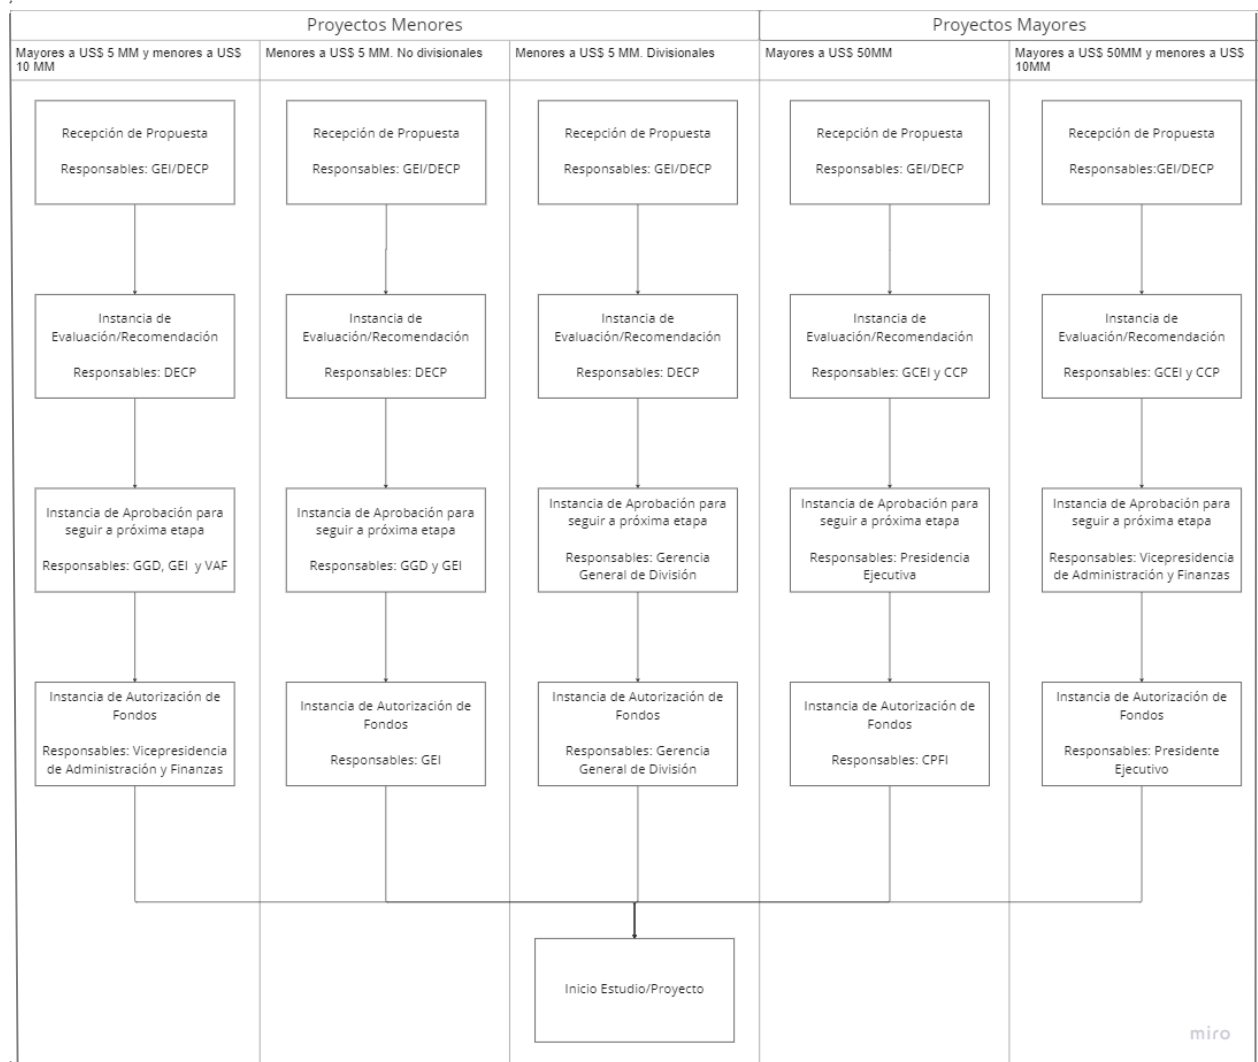 Proyectos Menores
Proyectos Mayores
Mayores a US$ 5 MM y menores a US$
10 MM
Menores a US$ 5 MM. No divisionales
Menores a US$ 5 MM. Divisionales
Mayores a US$ 50MM
Mayores a US$ 50MM y menores a US$
10MM
Recepción de Propuesta
Responsables: GEI/DECP
Recepción de Propuesta
Responsables: GEI/DECP
Recepción de Propuesta
Responsables: GEI/DECP
Recepción de Propuesta
Responsables: GEI/DECP
Recepción de Propuesta
Responsables:GEI/DECP
Instancia de
Evaluación/Recomendación
Responsables: DECP
Instancia de
Evaluación/Recomendación
Responsables: DECP
Instancia de
Evaluación/Recomendación
Responsables: DECP
Instancia de
Evaluación/Recomendación
Responsables: GCEI y CCP
Instancia de
Evaluación/Recomendación
Responsables: GCEI y CCP
Instancia de Aprobación para
seguir a próxima etapa
Responsables: GGD, GEI y VAF
Instancia de Aprobación para
seguir a próxima etapa
Responsables: GGD y GEI
Instancia de Aprobación para
seguir a próxima etapa
Responsables: Gerencia
General de División
Instancia de Aprobación para
seguir a próxima etapa
Responsables: Presidencia
Ejecutiva
Instancia de Aprobación para
seguir a próxima etapa
Responsables: Vicepresidencia
de Administración y Finanzas
Instancia de Autorización de
Fondos
Responsables: Vicepresidencia
de Administración y Finanzas
Instancia de Autorización de
Fondos
Responsables: GEI
Instancia de Autorización de
Fondos
Responsables: Gerencia
General de División
Instancia de Autorización de
Fondos
Responsables: CPFI
Instancia de Autorización de
Fondos
Responsables: Presidente
Ejecutivo
Inicio Estudio/Proyecto
miro